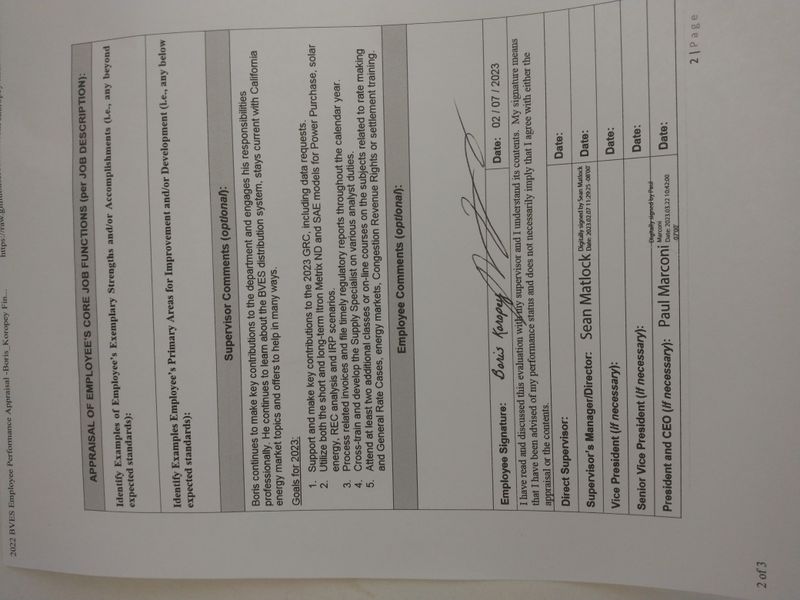 2022 BVES Employee Performance Appraisal -Boris_Koropey Fin...
APPRAISAL OF EMPLOYEE'S CORE JOB FUNCTIONS (per JOB DESCRIPTION):
Identify Examples of Employee's Exemplary Strengths and/or Accomplishments (i.e., any beyond
expected standards):
Identify Examples Employee's Primary Areas for Improvement and/or Development (i.e., any below
expected standards):
Supervisor Comments (optional):
Boris continues to make key contributions to the department and engages his responsibilities
professionally. He continues to learn about the BVES distribution system, stays current with California
energy market topics and offers to help in many ways.
Goals for 2023:
1. Support and make key contributions to the 2023 GRC, including data requests.
2. Utilize both the short and long-term Itron Metrix ND and SAE models for Power Purchase, solar
energy, REC analysis and IRP scenarios.
3. Process related invoices and file timely regulatory reports throughout the calendar year.
4. Cross-train and develop the Supply Specialist on various analyst duties.
5. Attend at least two additional classes or on-line courses on the subjects related to rate making
and General Rate Cases, energy markets, Congestion Revenue Rights or settlement training.
Employee Comments (optional):
Employee Signature: Boris Koropey Date: 02 / 07 / 2023
I have read and discussed this evaluation with my supervisor and I understand its contents. My signature means
that I have been advised of my performance status and does not necessarily imply that I agree with either the
appraisal or the contents.
Direct Supervisor: Date:
Supervisor's Manager/Director: Sean Matlock Digitally signed by Sean Matlock
Date: 2023.02.07 11:29:25 -08'00' Date:
Vice President (if necessary): Date:
Senior Vice President (if necessary): Date:
President and CEO (if necessary): Paul Marconi Digitally signed by Paul
Marconi
Date: 2023.03.22 10:42:00
-07'00' Date:
2 | Page
2 of 3